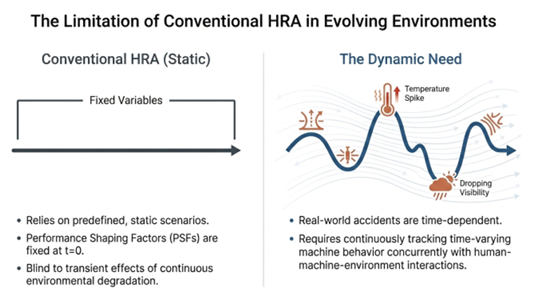 The Limitation of Conventional HRA in Evolving Environments
Conventional HRA (Static)
Fixed Variables
• Relies on predefined, static scenarios.
• Performance Shaping Factors (PSFs) are
fixed at t=0.
• Blind to transient effects of continuous
environmental degradation.
The Dynamic Need
Temperature
Spike
Dropping
Visibility
• Real-world accidents are time-dependent.
• Requires continuously tracking time-varying
machine behavior concurrently with human-
machine-environment interactions.